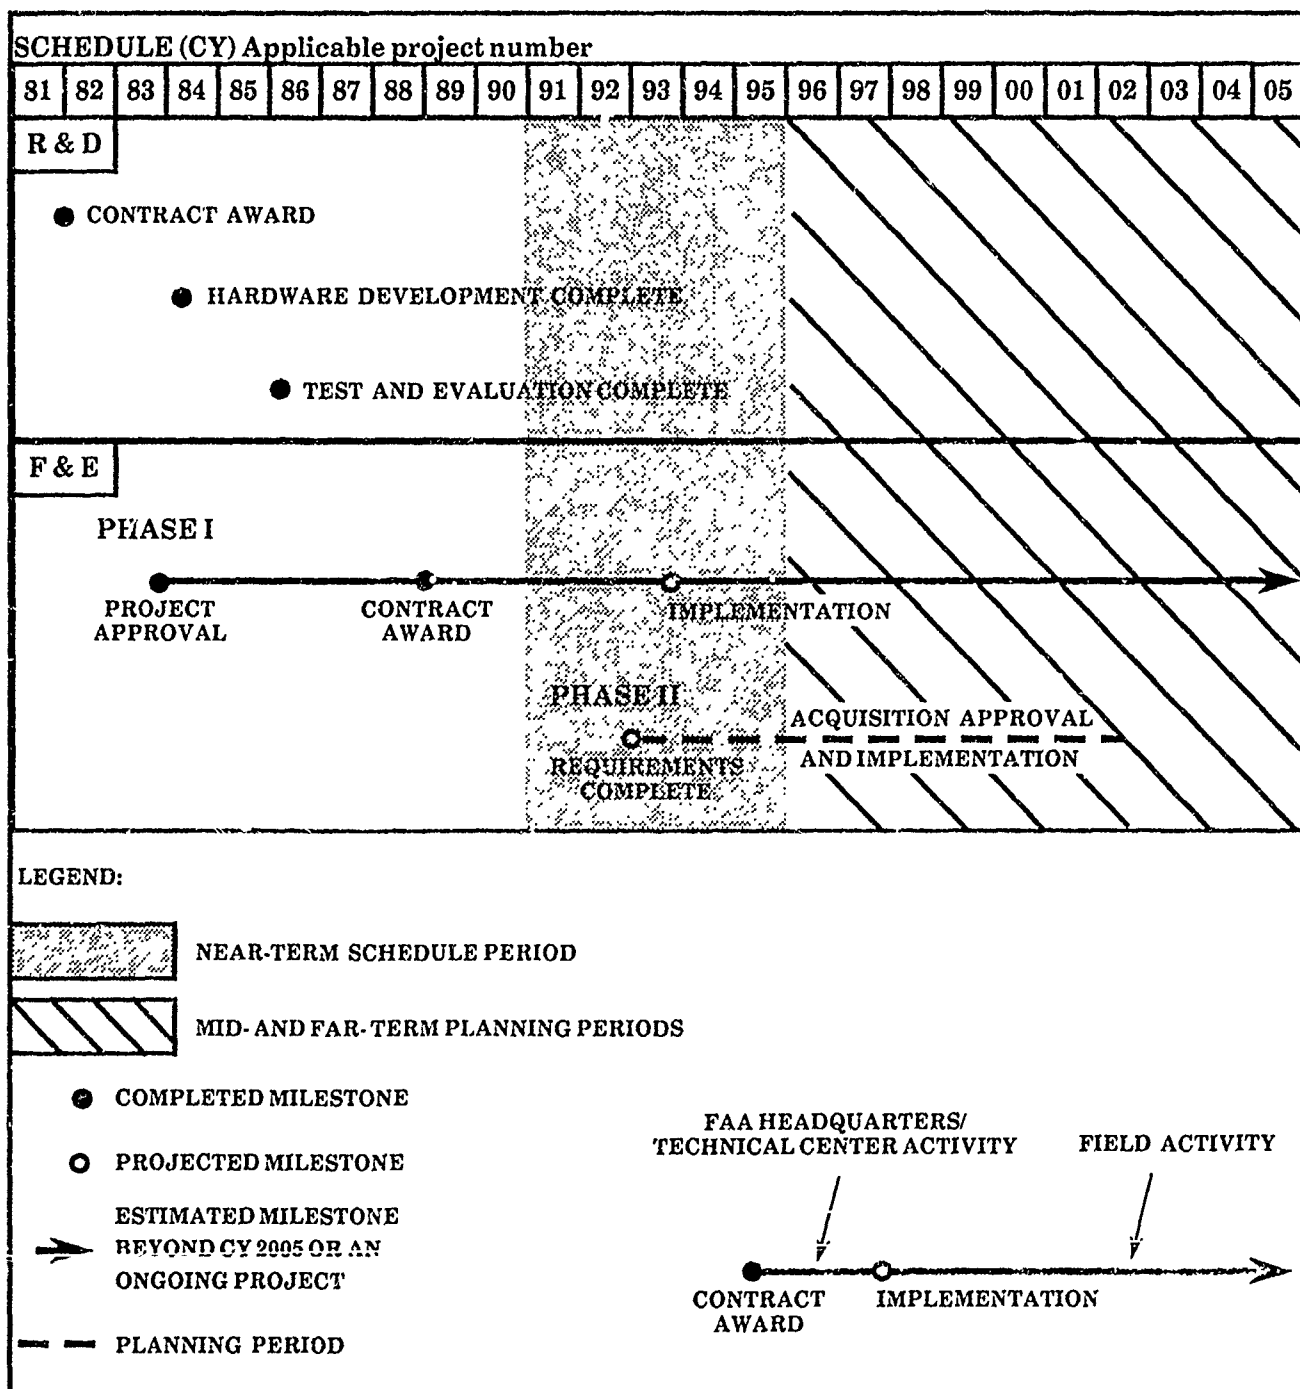 SCHEDULE (CY) Applicable project number
81 82 83 84 85 86 87 88 89 90 91 92 93 94 95 96 97 98 99 00 01 02 03 04 05
R & D
CONTRACT AWARD
HARDWARE DEVELOPMENT COMPLETE
TEST AND EVALUATION COMPLETE
F & E
PHASE I
PROJECT
APPROVAL
CONTRACT
AWARD
IMPLEMENTATION
PHASE II
REQUIREMENTS
COMPLETE
ACQUISITION APPROVAL
AND IMPLEMENTATION
LEGEND:
NEAR-TERM SCHEDULE PERIOD
MID- AND FAR-TERM PLANNING PERIODS
COMPLETED MILESTONE
PROJECTED MILESTONE
ESTIMATED MILESTONE
BEYOND CY 2005 OR AN
ONGOING PROJECT
PLANNING PERIOD
FAA HEADQUARTERS/
TECHNICAL CENTER ACTIVITY
FIELD ACTIVITY
CONTRACT
AWARD
IMPLEMENTATION